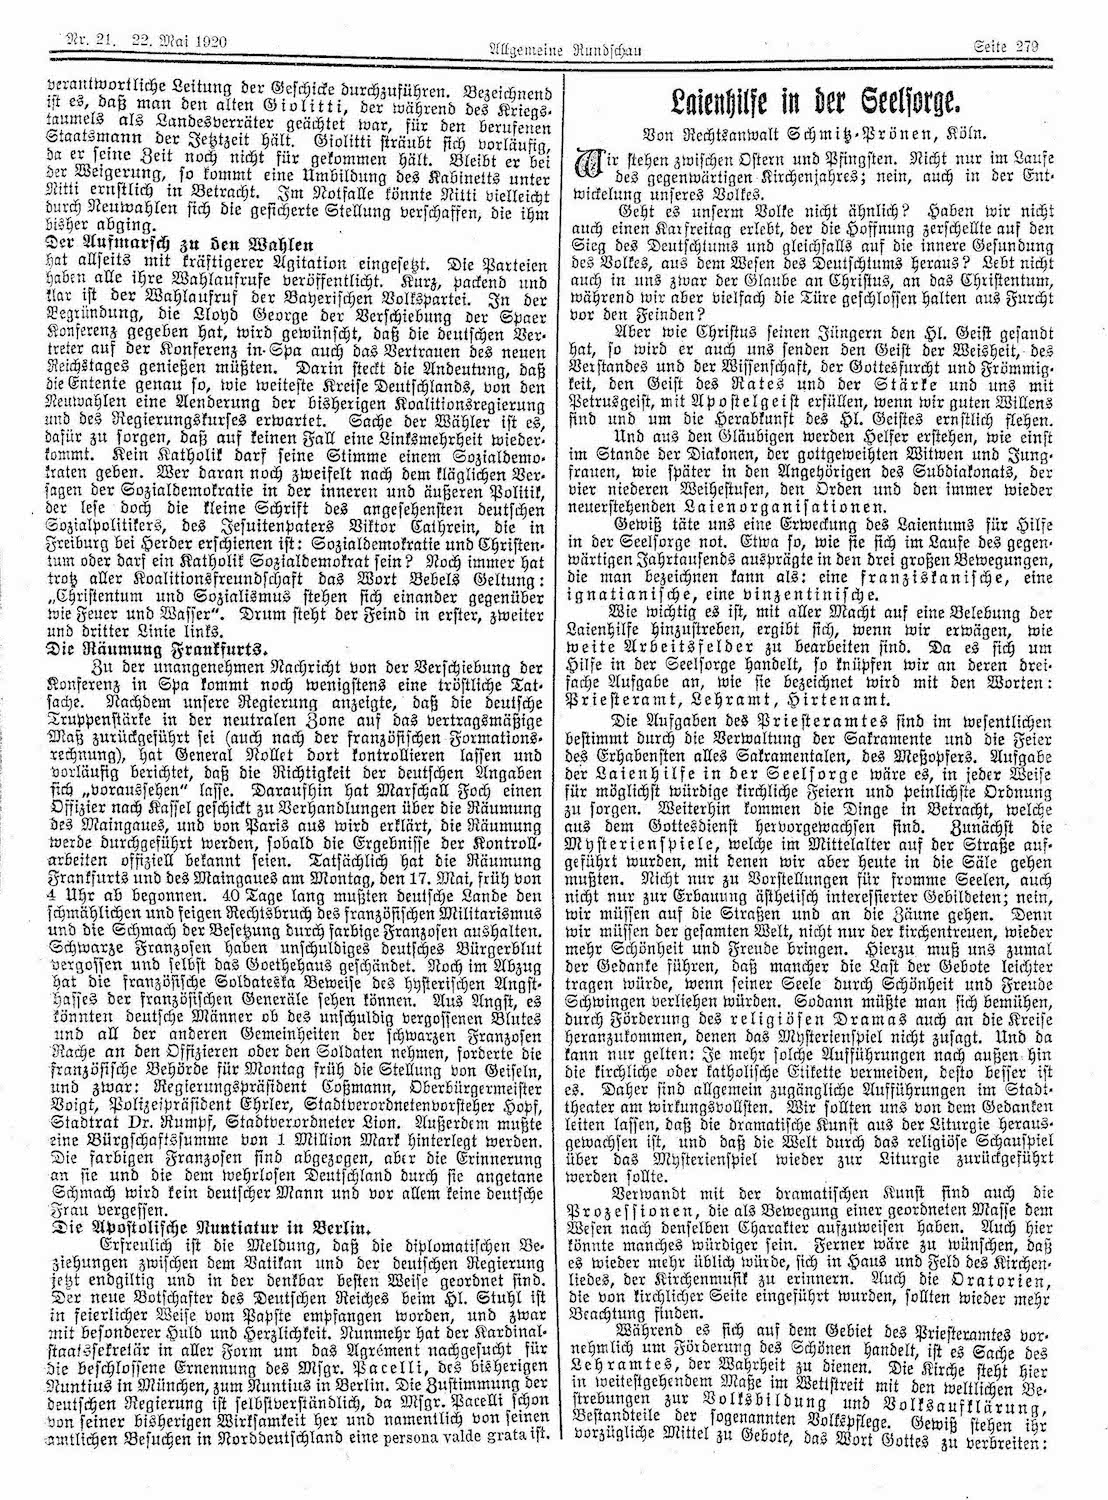 Nr. 21. 22. Mai 1920
Allgemeine Rundschau
Seite 279
verantwortliche Leitung der Geschicke durchzuführen. Bezeichnend
ist es, daß man den alten Giolitti, der während des Kriegs-
taumels als Landesverräter geächtet war, für den berufenen
Staatsmann der Jetztzeit hält. Giolitti sträubt sich vorläufig,
da er seine Zeit noch nicht für gekommen hält. Bleibt er bei
der Weigerung, so kommt eine Umbildung des Kabinetts unter
Nitti ernstlich in Betracht. Im Notfalle könnte Nitti vielleicht
durch Neuwahlen sich die gesicherte Stellung verschaffen, die ihm
bisher abging.
Der Aufmarsch zu den Wahlen
hat allseits mit kräftigerer Agitation eingesetzt. Die Parteien
haben alle ihre Wahlaufrufe veröffentlicht. Kurz, packend und
klar ist der Wahlaufruf der Bayerischen Volkspartei. In der
Begründung, die Lloyd George der Verschiebung der Spaer
Konferenz gegeben hat, wird gewünscht, daß die deutschen Ver-
treter auf der Konferenz in Spa auch das Vertrauen des neuen
Reichstages genießen müßten. Darin steckt die Andeutung, daß
die Entente genau so, wie weiteste Kreise Deutschlands, von den
Neuwahlen eine Aenderung der bisherigen Koalitionsregierung
und des Regierungskurses erwartet. Sache der Wähler ist es,
dafür zu sorgen, daß auf keinen Fall eine Linksmehrheit wieder-
kommt. Kein Katholik darf seine Stimme einem Sozialdemo-
kraten geben. Wer daran noch zweifelt nach dem kläglichen Ver-
sagen der Sozialdemokratie in der inneren und äußeren Politik,
der lese doch die kleine Schrift des angesehensten deutschen
Sozialpolitikers, des Jesuitenpaters Viktor Cathrein, die in
Freiburg bei Herder erschienen ist: Sozialdemokratie und Christen-
tum oder darf ein Katholik Sozialdemokrat sein? Noch immer hat
trotz aller Koalitionsfreundschaft das Wort Bebels Geltung:
„Christentum und Sozialismus stehen sich einander gegenüber
wie Feuer und Wasser“. Drum steht der Feind in erster, zweiter
und dritter Linie links.
Die Räumung Frankfurts.
Zu der unangenehmen Nachricht von der Verschiebung der
Konferenz in Spa kommt noch wenigstens eine tröstliche Tat-
sache. Nachdem unsere Regierung anzeigte, daß die deutsche
Truppenstärke in der neutralen Zone auf das vertragsmäßige
Maß zurückgeführt sei (auch nach der französischen Formations-
rechnung), hat General Nollet dort kontrollieren lassen und
vorläufig berichtet, daß die Richtigkeit der deutschen Angaben
sich „voraussehen“ lasse. Daraufhin hat Marschall Foch einen
Offizier nach Kassel geschickt zu Verhandlungen über die Räumung
des Maingaues, und von Paris aus wird erklärt, die Räumung
werde durchgeführt werden, sobald die Ergebnisse der Kontroll-
arbeiten offiziell bekannt seien. Tatsächlich hat die Räumung
Frankfurts und des Maingaues am Montag, den 17. Mai, früh von
4 Uhr ab begonnen. 40 Tage lang mußten deutsche Lande den
schmählichen und feigen Rechtsbruch des französischen Militarismus
und die Schmach der Besetzung durch farbige Franzosen aushalten.
Schwarze Franzosen haben unschuldiges deutsches Bürgerblut
vergossen und selbst das Goethehaus geschändet. Noch im Abzug
hat die französische Soldateska Beweise des hysterischen Angst-
hasses der französischen Generäle sehen können. Aus Angst, es
könnten deutsche Männer ob des unschuldig vergossenen Blutes
und all der anderen Gemeinheiten der schwarzen Franzosen
Rache an den Offizieren oder den Soldaten nehmen, forderte die
französische Behörde für Montag früh die Stellung von Geiseln,
und zwar: Regierungspräsident Coßmann, Oberbürgermeister
Voigt, Polizeipräsident Ehrler, Stadtverordnetenvorsteher Hopf,
Stadtrat Dr. Rumpf, Stadtverordneter Lion. Außerdem mußte
eine Bürgschaftsumme von 1 Million Mark hinterlegt werden.
Die farbigen Franzosen sind abgezogen, aber die Erinnerung
an sie und die dem wehrlosen Deutschland durch sie angetane
Schmach wird kein deutscher Mann und vor allem keine deutsche
Frau vergessen.
Die Apostolische Nuntiatur in Berlin.
Erfreulich ist die Meldung, daß die diplomatischen Be-
ziehungen zwischen dem Vatikan und der deutschen Regierung
jetzt endgiltig und in der denkbar besten Weise geordnet sind.
Der neue Botschafter des Deutschen Reiches beim Hl. Stuhl ist
in feierlicher Weise vom Papste empfangen worden, und zwar
mit besonderer Huld und Herzlichkeit. Nunmehr hat der Kardinal-
staatssekretär in aller Form um das Agrément nachgesucht für
die beschlossene Ernennung des Msgr. Pacelli, des bisherigen
Nuntius in München, zum Nuntius in Berlin. Die Zustimmung der
deutschen Regierung ist selbstverständlich, da Msgr. Pacelli schon
von seiner bisherigen Wirksamkeit her und namentlich von seinen
amtlichen Besuchen in Norddeutschland eine persona valde grata ist.
Laienhilfe in der Seelsorge.
Von Rechtsanwalt Schmitz-Prönen, Köln.
Wir stehen zwischen Ostern und Pfingsten. Nicht nur im Laufe
des gegenwärtigen Kirchenjahres; nein, auch in der Ent-
wickelung unseres Volkes.
Geht es unserm Volke nicht ähnlich? Haben wir nicht
auch einen Karfreitag erlebt, der die Hoffnung zerschellte auf den
Sieg des Deutschtums und gleichfalls auf die innere Gesundung
des Volkes, aus dem Wesen des Deutschtums heraus? Lebt nicht
auch in uns zwar der Glaube an Christus, an das Christentum,
während wir aber vielfach die Türe geschlossen halten aus Furcht
vor den Feinden?
Aber wie Christus seinen Jüngern den Hl. Geist gesandt
hat, so wird er auch uns senden den Geist der Weisheit, des
Verstandes und der Wissenschaft, der Gottesfurcht und Frömmig-
keit, den Geist des Rates und der Stärke und uns mit
Petrusgeist, mit Apostelgeist erfüllen, wenn wir guten Willens
sind und um die Herabkunft des Hl. Geistes ernstlich flehen.
Und aus den Gläubigen werden Helfer erstehen, wie einst
im Stande der Diakonen, der gottgeweihten Witwen und Jung-
frauen, wie später in den Angehörigen des Subdiakonats, der
vier niederen Weihestufen, den Orden und den immer wieder
neuerstehenden Laienorganisationen.
Gewiß täte uns eine Erweckung des Laientums für Hilfe
in der Seelsorge not. Etwa so, wie sie sich im Laufe des gegen-
wärtigen Jahrtausends ausprägte in den drei großen Bewegungen,
die man bezeichnen kann als: eine franziskanische, eine
ignatianische, eine vinzentinische.
Wie wichtig es ist, mit aller Macht auf eine Belebung der
Laienhilfe hinzustreben, ergibt sich, wenn wir erwägen, wie
weite Arbeitsfelder zu bearbeiten sind. Da es sich um
Hilfe in der Seelsorge handelt, so knüpfen wir an deren drei-
fache Aufgabe an, wie sie bezeichnet wird mit den Worten:
Priesteramt, Lehramt, Hirtenamt.
Die Aufgaben des Priesteramtes sind im wesentlichen
bestimmt durch die Verwaltung der Sakramente und die Feier
des Erhabensten alles Sakramentalen, des Meßopfers. Aufgabe
der Laienhilfe in der Seelsorge wäre es, in jeder Weise
für möglichst würdige kirchliche Feiern und peinlichste Ordnung
zu sorgen. Weiterhin kommen die Dinge in Betracht, welche
aus dem Gottesdienst hervorgewachsen sind. Zunächst die
Mysterienspiele, welche im Mittelalter auf der Straße auf-
geführt wurden, mit denen wir aber heute in die Säle gehen
mußten. Nicht nur zu Vorstellungen für fromme Seelen, auch
nicht nur zur Erbauung ästhetisch interessierter Gebildeten; nein,
wir müssen auf die Straßen und an die Zäune gehen. Denn
wir müssen der gesamten Welt, nicht nur der kirchentreuen, wieder
mehr Schönheit und Freude bringen. Hierzu muß uns zumal
der Gedanke führen, daß mancher die Last der Gebote leichter
tragen würde, wenn seiner Seele durch Schönheit und Freude
Schwingen verliehen würden. Sodann müßte man sich bemühen,
durch Förderung des religiösen Dramas auch an die Kreise
heranzukommen, denen das Mysterienspiel nicht zusagt. Und da
kann nur gelten: Je mehr solche Aufführungen nach außen hin
die kirchliche oder katholische Etikette vermeiden, desto besser ist
es. Daher sind allgemein zugängliche Aufführungen im Stadt-
theater am wirkungsvollsten. Wir sollten uns von dem Gedanken
leiten lassen, daß die dramatische Kunst aus der Liturgie heraus-
gewachsen ist, und daß die Welt durch das religiöse Schauspiel
über das Mysterienspiel wieder zur Liturgie zurückgeführt
werden sollte.
Verwandt mit der dramatischen Kunst sind auch die
Prozessionen, die als Bewegung einer geordneten Masse dem
Wesen nach denselben Charakter aufzuweisen haben. Auch hier
könnte manches würdiger sein. Ferner wäre zu wünschen, daß
es wieder mehr üblich würde, sich in Haus und Feld des Kirchen-
liedes, der Kirchenmusik zu erinnern. Auch die Oratorien,
die von kirchlicher Seite eingeführt wurden, sollten wieder mehr
Beachtung finden.
Während es sich auf dem Gebiet des Priesteramtes vor-
nehmlich um Förderung des Schönen handelt, ist es Sache des
Lehramtes, der Wahrheit zu dienen. Die Kirche steht hier
in weitestgehendem Maße im Wettstreit mit den weltlichen Be-
strebungen zur Volksbildung und Volksaufklärung,
Bestandteile der sogenannten Volkspflege. Gewiß stehen ihr
vorzügliche Mittel zu Gebote, das Wort Gottes zu verbreiten: